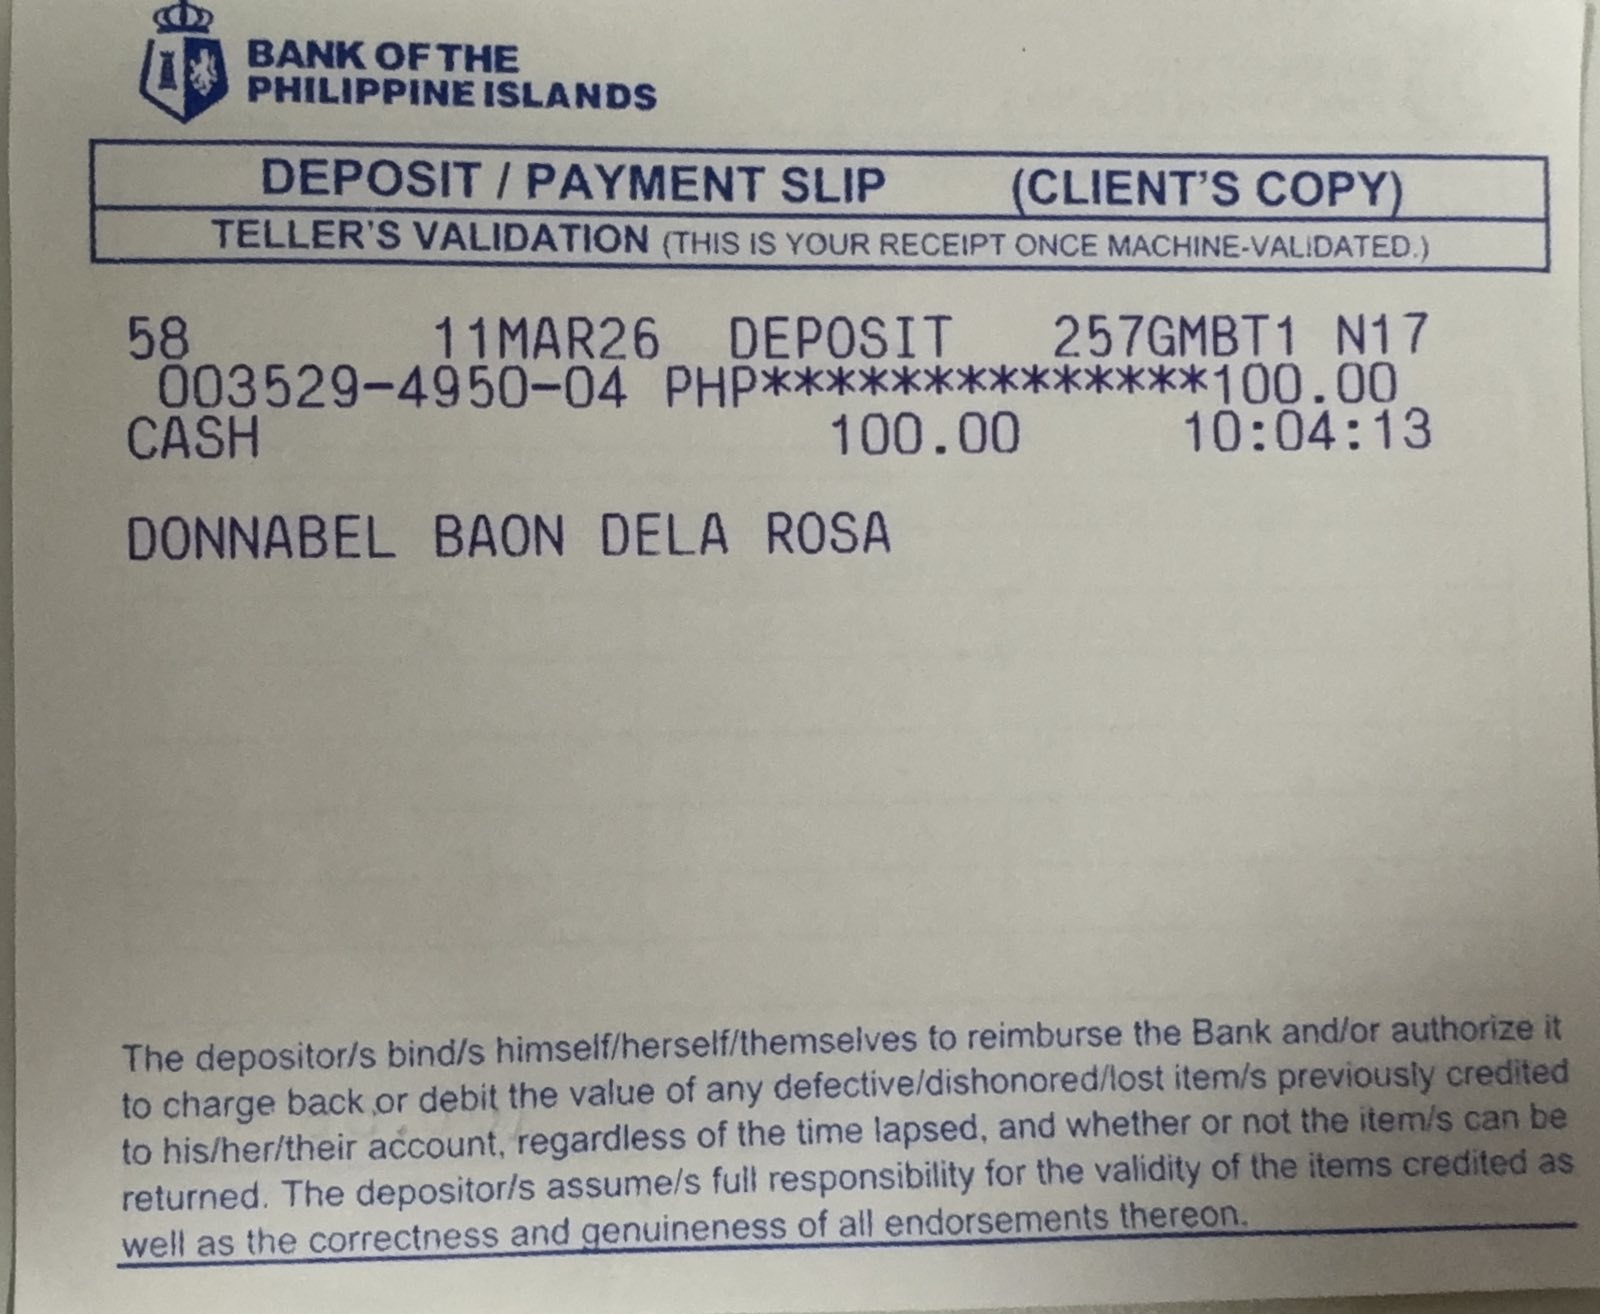 BANK OF THE
PHILIPPINE ISLANDS
DEPOSIT / PAYMENT SLIP (CLIENT'S COPY)
TELLER'S VALIDATION (THIS IS YOUR RECEIPT ONCE MACHINE-VALIDATED.)
58 11MAR26 DEPOSIT 257GMBT1 N17
003529-4950-04 PHP**************100.00
CASH 100.00 10:04:13
DONNABEL BAON DELA ROSA
The depositor/s bind/s himself/herself/themselves to reimburse the Bank and/or authorize it
to charge back or debit the value of any defective/dishonored/lost item/s previously credited
to his/her/their account, regardless of the time lapsed, and whether or not the item/s can be
returned. The depositor/s assume/s full responsibility for the validity of the items credited as
well as the correctness and genuineness of all endorsements thereon.